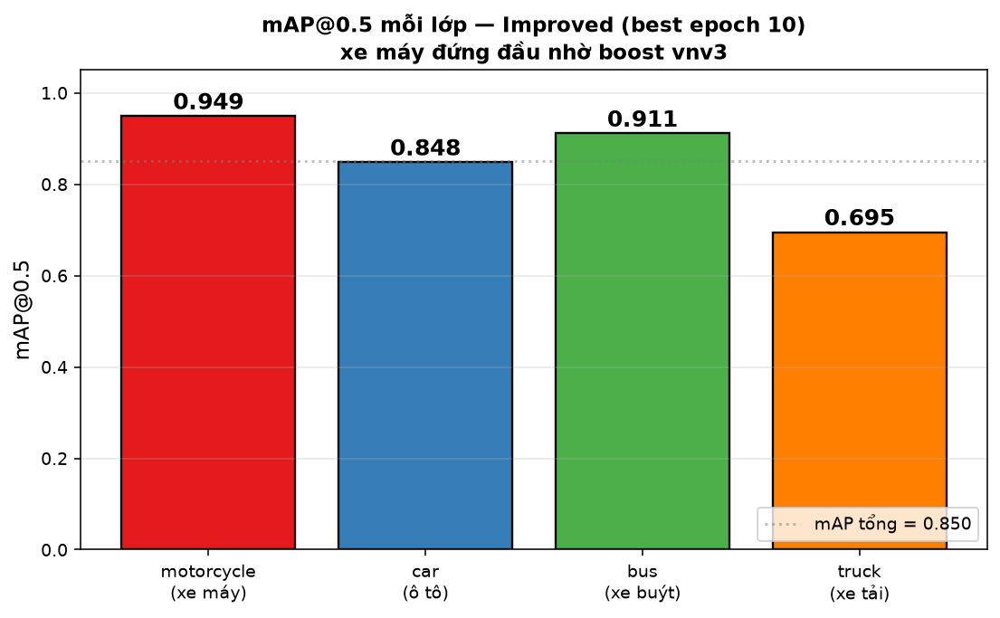 mAP@0.5 mỗi lớp — Improved (best epoch 10)
xe máy đứng đầu nhờ boost vnv3
mAP@0.5
1.0
0.8
0.6
0.4
0.2
0.0
0.949
0.848
0.911
0.695
mAP tổng = 0.850
motorcycle
(xe máy)
car
(ô tô)
bus
(xe buýt)
truck
(xe tải)